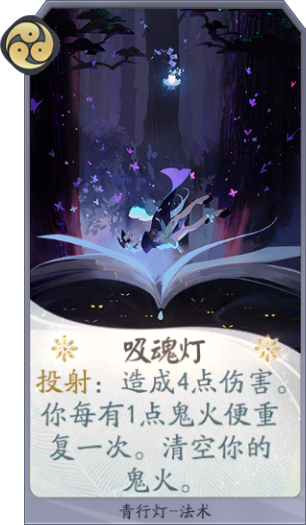 吸魂灯
投射：造成4点伤害。
你每有1点鬼火便重
复一次。清空你的
鬼火。
青行灯-法术